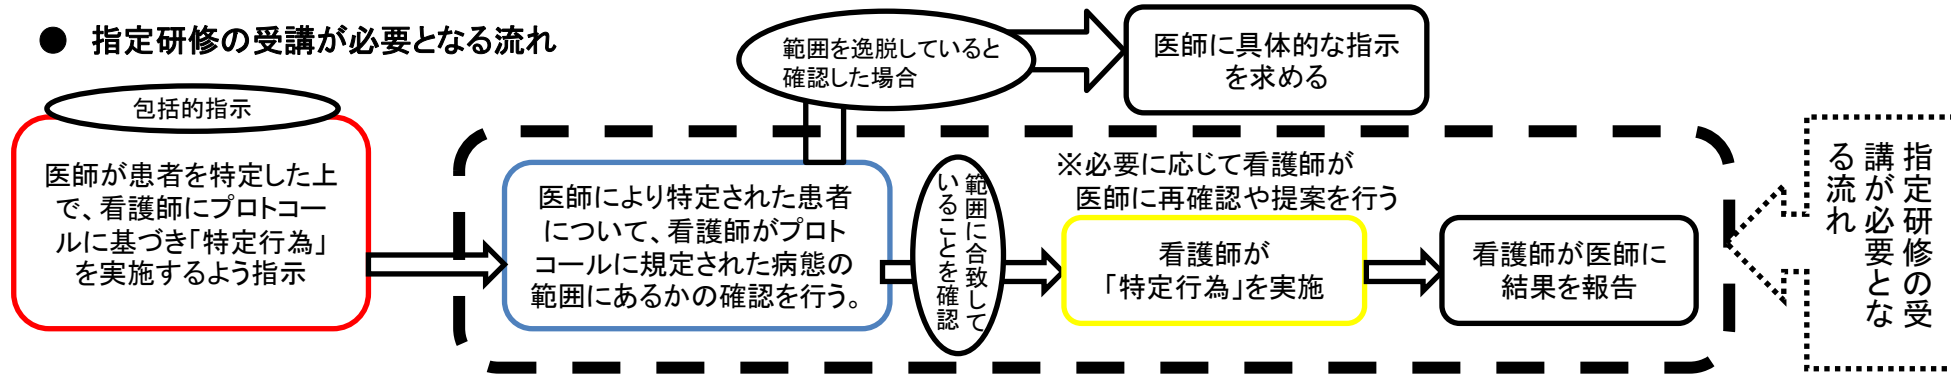 ● 指定研修の受講が必要となる流れ
包括的指示
医師が患者を特定した上
で、看護師にプロトコー
ルに基づき「特定行為」
を実施するよう指示
範囲を逸脱していると
確認した場合
医師に具体的な指示
を求める
医師により特定された患者
について、看護師がプロト
コールに規定された病態の
範囲にあるかの確認を行う。
範囲に合致して
いることを確認
※必要に応じて看護師が
医師に再確認や提案を行う
看護師が
「特定行為」を実施
看護師が医師に
結果を報告
指定研修の受
講が必要とな
る流れ